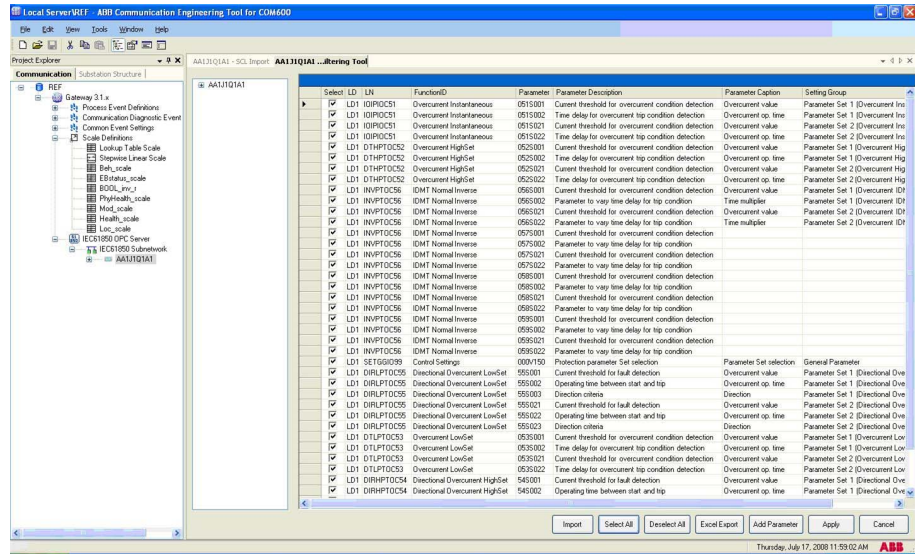 Local Server\REF - ABB Communication Engineering Tool for COM600
File Edit View Tools Window Help
Project Explorer
Communication Substation Structure
REF
Gateway 3.1.x
Process Event Definitions
Communication Diagnostic Event
Common Event Settings
Scale Definitions
Lookup Table Scale
Stepwise Linear Scale
Beh_scale
EBstatus_scale
BOOL_inv_r
PhyHealth_scale
Mod_scale
Health_scale
Loc_scale
IEC61850 OPC Server
IEC61850 Subnetwork
AA1J1Q1A1
AA1J1Q1A1 - SCL Import AA1J1Q1A1 ...iltering Tool
AA1J1Q1A1
Select LD LN FunctionID Parameter Parameter Description Parameter Caption Setting Group
LD1 IOIPIOC51 Overcurrent Instantaneous 051S001 Current threshold for overcurrent condition detection Overcurrent value Parameter Set 1 (Overcurrent Ins
LD1 IOIPIOC51 Overcurrent Instantaneous 051S002 Time delay for overcurrent trip condition detection Overcurrent op. time Parameter Set 1 (Overcurrent Ins
LD1 IOIPIOC51 Overcurrent Instantaneous 051S021 Current threshold for overcurrent condition detection Overcurrent value Parameter Set 2 (Overcurrent Ins
LD1 IOIPIOC51 Overcurrent Instantaneous 051S022 Time delay for overcurrent trip condition detection Overcurrent op. time Parameter Set 2 (Overcurrent Ins
LD1 DTHPTOC52 Overcurrent HighSet 052S001 Current threshold for overcurrent condition detection Overcurrent value Parameter Set 1 (Overcurrent Hig
LD1 DTHPTOC52 Overcurrent HighSet 052S002 Time delay for overcurrent trip condition detection Overcurrent op. time Parameter Set 1 (Overcurrent Hig
LD1 DTHPTOC52 Overcurrent HighSet 052S021 Current threshold for overcurrent condition detection Overcurrent value Parameter Set 2 (Overcurrent Hig
LD1 DTHPTOC52 Overcurrent HighSet 052S022 Time delay for overcurrent trip condition detection Overcurrent op. time Parameter Set 2 (Overcurrent Hig
LD1 INVPTOC56 IDMT Normal Inverse 056S001 Current threshold for overcurrent condition detection Overcurrent value Parameter Set 1 (Overcurrent IDM
LD1 INVPTOC56 IDMT Normal Inverse 056S002 Parameter to vary time delay for trip condition Time multiplier Parameter Set 1 (Overcurrent IDM
LD1 INVPTOC56 IDMT Normal Inverse 056S021 Current threshold for overcurrent condition detection Overcurrent value Parameter Set 2 (Overcurrent IDM
LD1 INVPTOC56 IDMT Normal Inverse 056S022 Parameter to vary time delay for trip condition Time multiplier Parameter Set 2 (Overcurrent IDM
LD1 INVPTOC56 IDMT Normal Inverse 057S001 Current threshold for overcurrent condition detection
LD1 INVPTOC56 IDMT Normal Inverse 057S002 Parameter to vary time delay for trip condition
LD1 INVPTOC56 IDMT Normal Inverse 057S021 Current threshold for overcurrent condition detection
LD1 INVPTOC56 IDMT Normal Inverse 057S022 Parameter to vary time delay for trip condition
LD1 INVPTOC56 IDMT Normal Inverse 058S001 Current threshold for overcurrent condition detection
LD1 INVPTOC56 IDMT Normal Inverse 058S002 Parameter to vary time delay for trip condition
LD1 INVPTOC56 IDMT Normal Inverse 058S021 Current threshold for overcurrent condition detection
LD1 INVPTOC56 IDMT Normal Inverse 058S022 Parameter to vary time delay for trip condition
LD1 INVPTOC56 IDMT Normal Inverse 059S001 Current threshold for overcurrent condition detection
LD1 INVPTOC56 IDMT Normal Inverse 059S002 Parameter to vary time delay for trip condition
LD1 INVPTOC56 IDMT Normal Inverse 059S021 Current threshold for overcurrent condition detection
LD1 INVPTOC56 IDMT Normal Inverse 059S022 Parameter to vary time delay for trip condition
LD1 SETGGIO99 Control Settings 000V150 Protection parameter Set selection Parameter Set selection General Parameter
LD1 DIRLPTOC55 Directional Overcurrent LowSet 55S001 Current threshold for fault detection Overcurrent value Parameter Set 1 (Directional Ove
LD1 DIRLPTOC55 Directional Overcurrent LowSet 55S002 Operating time between start and trip Overcurrent op. time Parameter Set 1 (Directional Ove
LD1 DIRLPTOC55 Directional Overcurrent LowSet 55S003 Direction criteria Direction Parameter Set 1 (Directional Ove
LD1 DIRLPTOC55 Directional Overcurrent LowSet 55S021 Current threshold for fault detection Overcurrent value Parameter Set 2 (Directional Ove
LD1 DIRLPTOC55 Directional Overcurrent LowSet 55S022 Operating time between start and trip Overcurrent op. time Parameter Set 2 (Directional Ove
LD1 DIRLPTOC55 Directional Overcurrent LowSet 55S023 Direction criteria Direction Parameter Set 2 (Directional Ove
LD1 DTLPTOC53 Overcurrent LowSet 053S001 Current threshold for overcurrent condition detection Overcurrent value Parameter Set 1 (Overcurrent Low
LD1 DTLPTOC53 Overcurrent LowSet 053S002 Time delay for overcurrent trip condition detection Overcurrent op. time Parameter Set 1 (Overcurrent Low
LD1 DTLPTOC53 Overcurrent LowSet 053S021 Current threshold for overcurrent condition detection Overcurrent value Parameter Set 2 (Overcurrent Low
LD1 DTLPTOC53 Overcurrent LowSet 053S022 Time delay for overcurrent trip condition detection Overcurrent op. time Parameter Set 2 (Overcurrent Low
LD1 DIRHPTOC54 Directional Overcurrent HighSet 54S001 Current threshold for fault detection Overcurrent value Parameter Set 1 (Directional Ove
LD1 DIRHPTOC54 Directional Overcurrent HighSet 54S002 Operating time between start and trip Overcurrent op. time Parameter Set 1 (Directional Ove
Import Select All Deselect All Excel Export Add Parameter Apply Cancel
Thursday, July 17, 2008 11:59:02 AM ABB